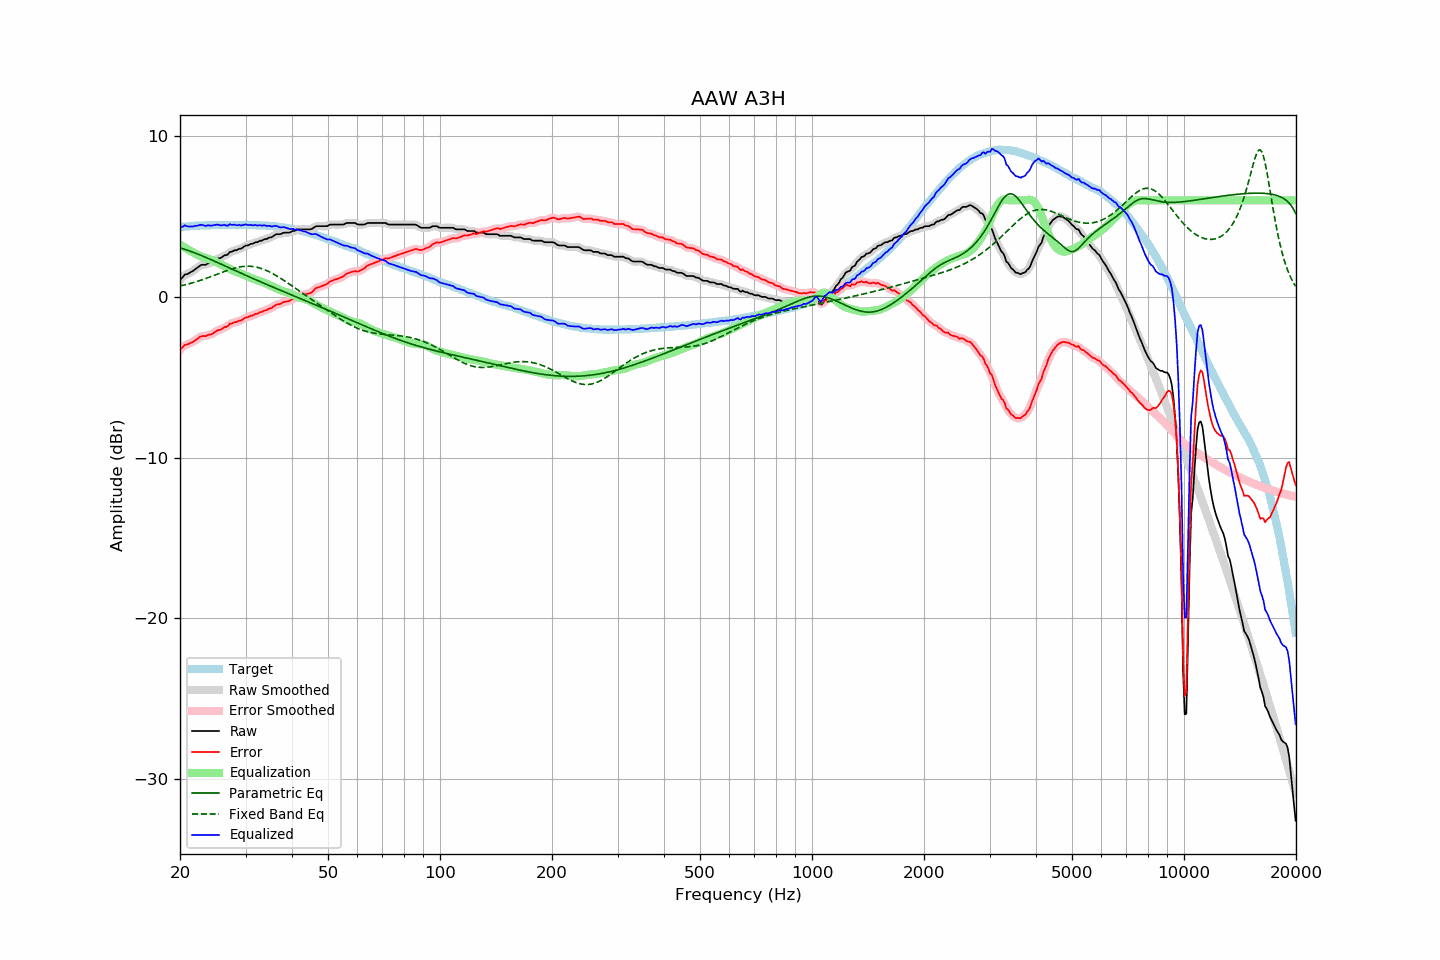 AAW A3H
Amplitude (dBr)
10
0
−10
−20
−30
Target
Raw Smoothed
Error Smoothed
Raw
Error
Equalization
Parametric Eq
Fixed Band Eq
Equalized
20 50 100 200 500 1000 2000 5000 10000 20000
Frequency (Hz)